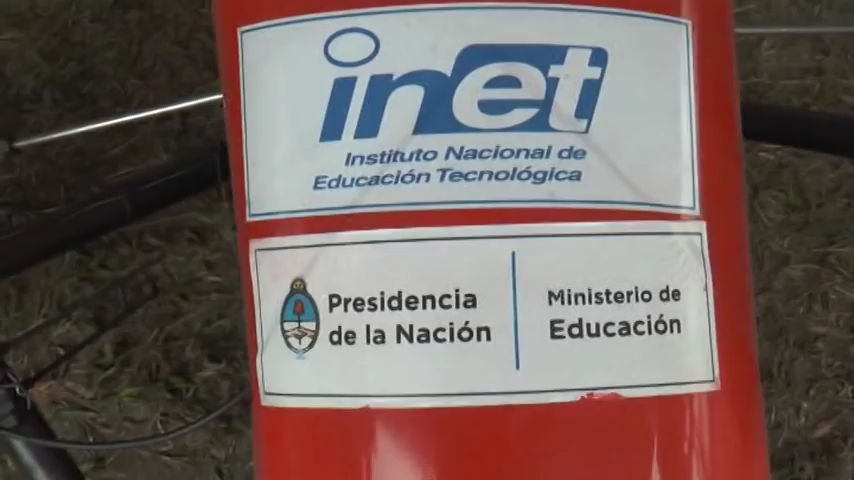 inet
Instituto Nacional de
Educación Tecnológica
Presidencia
de la Nación
Ministerio de
Educación